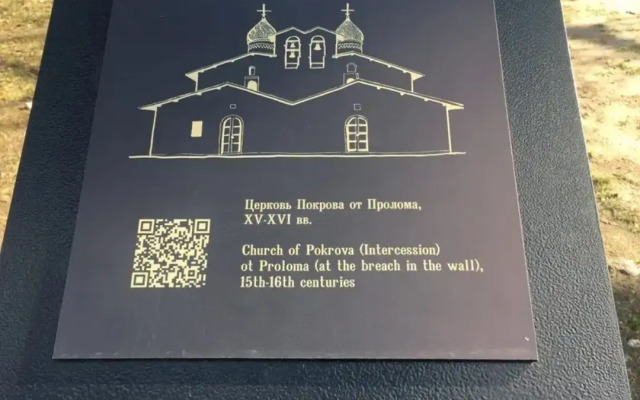 Церковь Покрова от Пролома,
XV-XVI вв.
Church of Pokrova (Intercession)
ot Proloma (at the breach in the wall),
15th-16th centuries